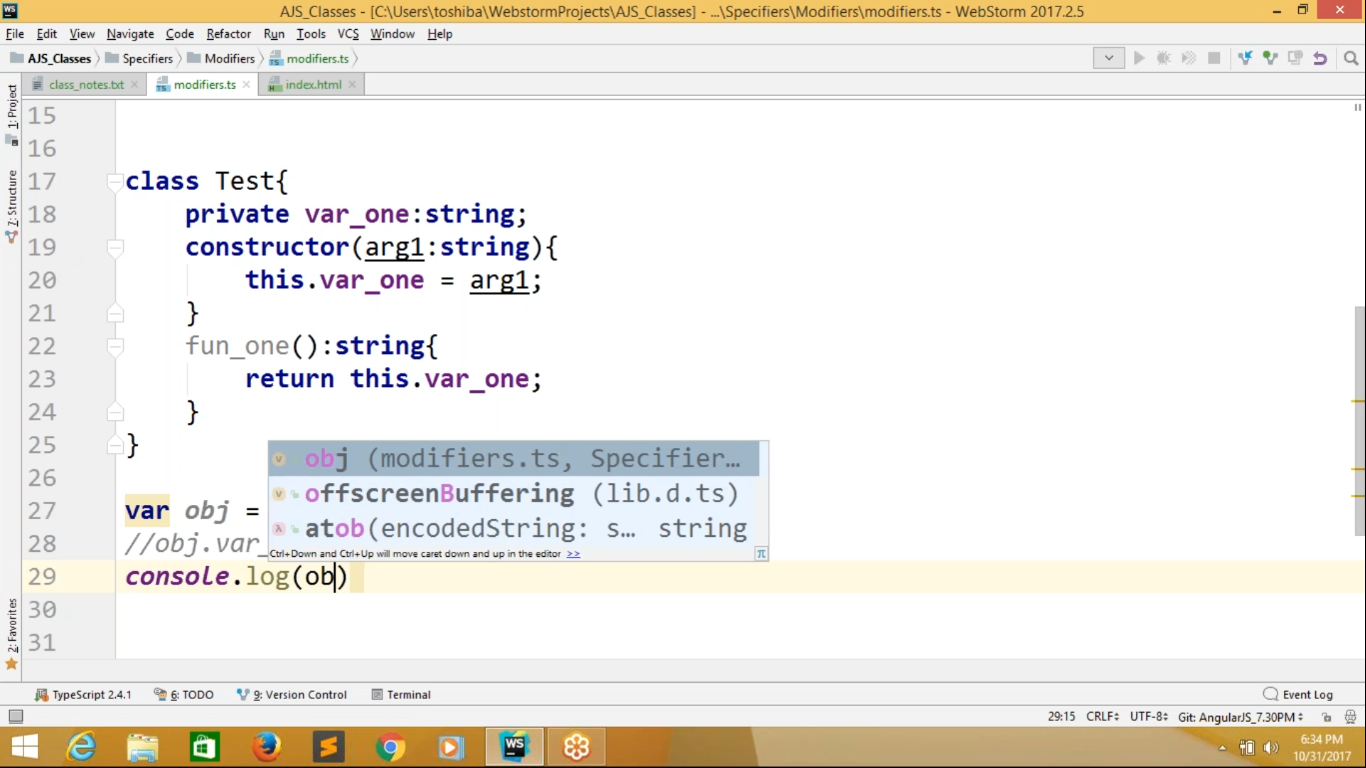 WS AJS_Classes - [C:\Users\toshiba\WebstormProjects\AJS_Classes] - ...\Specifiers\Modifiers\modifiers.ts - WebStorm 2017.2.5
File Edit View Navigate Code Refactor Run Tools VCS Window Help
AJS_Classes Specifiers Modifiers modifiers.ts
class_notes.txt modifiers.ts index.html
1: Project
7: Structure
2: Favorites
15
16
17 class Test{
18 private var_one:string;
19 constructor(arg1:string){
20 this.var_one = arg1;
21 }
22 fun_one():string{
23 return this.var_one;
24 }
25 }
26
27 var obj =
28 //obj.var_
29 console.log(ob)
30
31
obj (modifiers.ts, Specifier...
offscreenBuffering (lib.d.ts)
atob(encodedString: s... string
Ctrl+Down and Ctrl+Up will move caret down and up in the editor >> π
TypeScript 2.4.1 6: TODO 9: Version Control Terminal Event Log
29:15 CRLF UTF-8 Git: AngularJS_7.30PM
WS
6:34 PM
10/31/2017